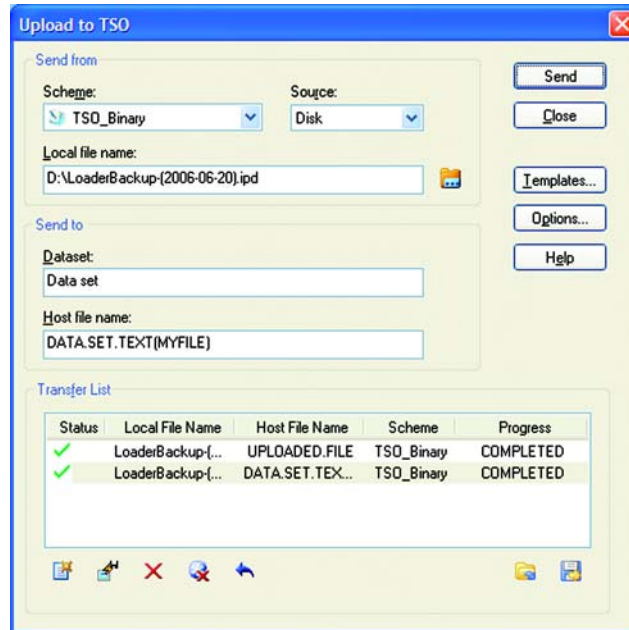 Upload to TSO
Send from
Scheme:
TSO_Binary
Source:
Disk
Local file name:
D:\LoaderBackup-(2006-06-20).ipd
Send
Close
Templates...
Options...
Help
Send to
Dataset:
Data set
Host file name:
DATA.SET.TEXT(MYFILE)
Transfer List
Status Local File Name Host File Name Scheme Progress
LoaderBackup-(... UPLOADED.FILE TSO_Binary COMPLETED
LoaderBackup-(... DATA.SET.TEX... TSO_Binary COMPLETED